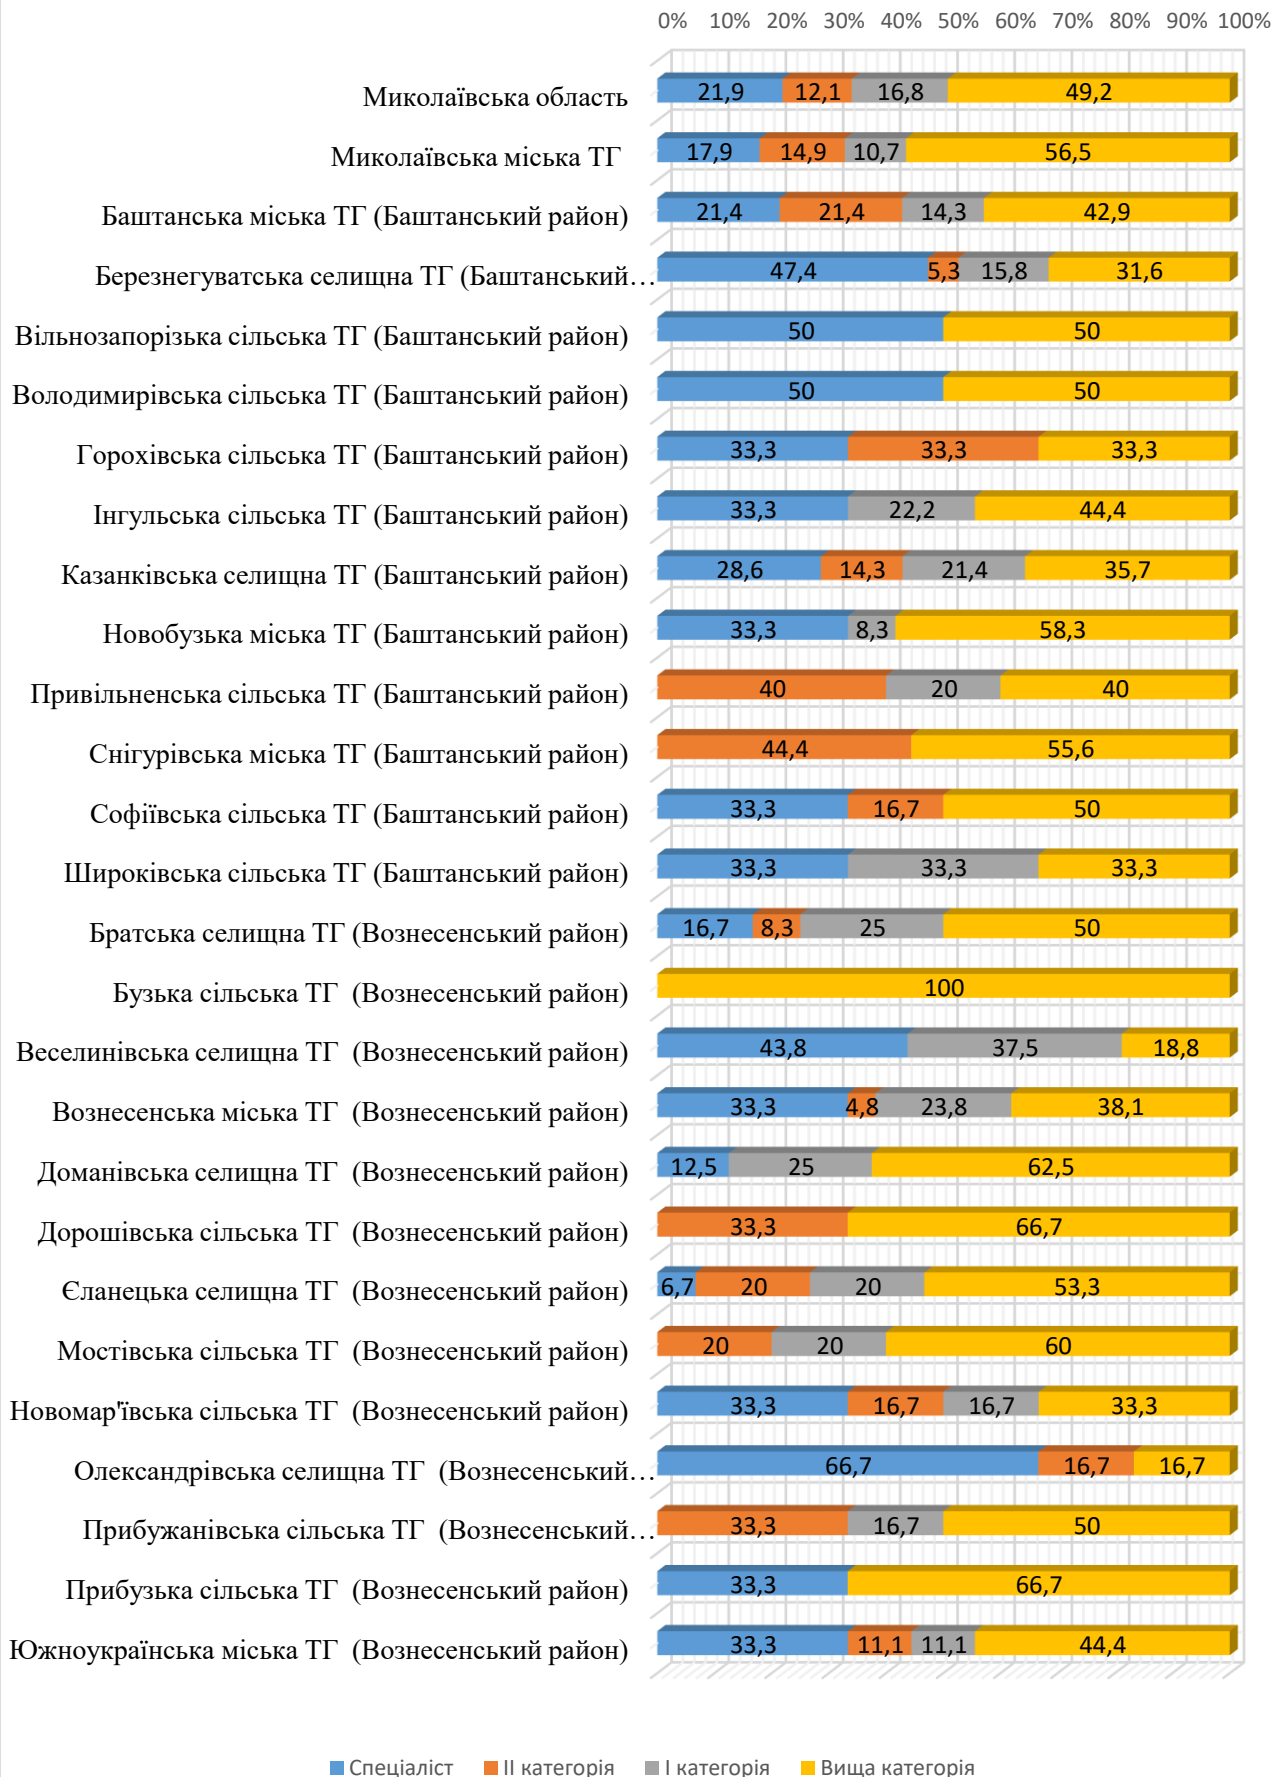 0% 10% 20% 30% 40% 50% 60% 70% 80% 90% 100%
Миколаївська область 21,9 12,1 16,8 49,2
Миколаївська міська ТГ 17,9 14,9 10,7 56,5
Баштанська міська ТГ (Баштанський район) 21,4 21,4 14,3 42,9
Березнегуватська селищна ТГ (Баштанський… 47,4 5,3 15,8 31,6
Вільнозапорізька сільська ТГ (Баштанський район) 50 50
Володимирівська сільська ТГ (Баштанський район) 50 50
Горохівська сільська ТГ (Баштанський район) 33,3 33,3 33,3
Інгульська сільська ТГ (Баштанський район) 33,3 22,2 44,4
Казанківська селищна ТГ (Баштанський район) 28,6 14,3 21,4 35,7
Новобузька міська ТГ (Баштанський район) 33,3 8,3 58,3
Привільненська сільська ТГ (Баштанський район) 40 20 40
Снігурівська міська ТГ (Баштанський район) 44,4 55,6
Софіївська сільська ТГ (Баштанський район) 33,3 16,7 50
Широківська сільська ТГ (Баштанський район) 33,3 33,3 33,3
Братська селищна ТГ (Вознесенський район) 16,7 8,3 25 50
Бузька сільська ТГ (Вознесенський район) 100
Веселинівська селищна ТГ (Вознесенський район) 43,8 37,5 18,8
Вознесенська міська ТГ (Вознесенський район) 33,3 4,8 23,8 38,1
Доманівська селищна ТГ (Вознесенський район) 12,5 25 62,5
Дорошівська сільська ТГ (Вознесенський район) 33,3 66,7
Єланецька селищна ТГ (Вознесенський район) 6,7 20 20 53,3
Мостівська сільська ТГ (Вознесенський район) 20 20 60
Новомар'ївська сільська ТГ (Вознесенський район) 33,3 16,7 16,7 33,3
Олександрівська селищна ТГ (Вознесенський… 66,7 16,7 16,7
Прибужанівська сільська ТГ (Вознесенський… 33,3 16,7 50
Прибузька сільська ТГ (Вознесенський район) 33,3 66,7
Южноукраїнська міська ТГ (Вознесенський район) 33,3 11,1 11,1 44,4
Спеціаліст ІІ категорія І категорія Вища категорія